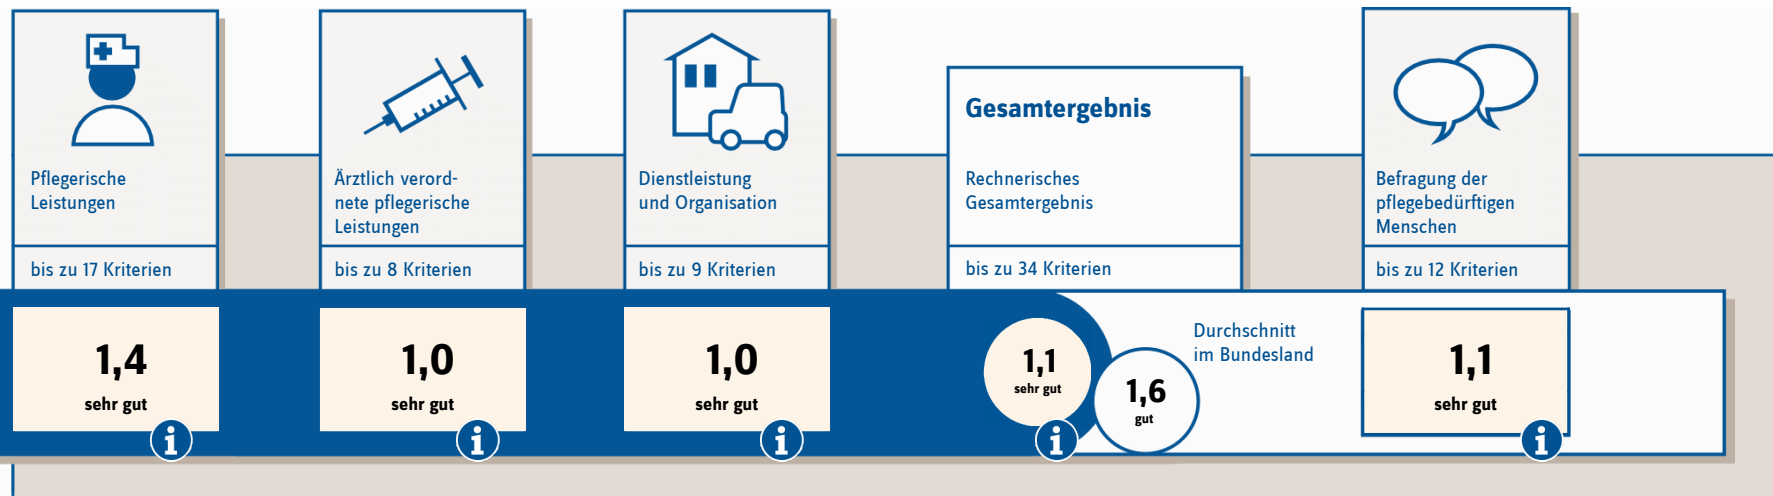 Pflegerische
Leistungen
bis zu 17 Kriterien
1,4
sehr gut
i
Ärztlich verord-
nete pflegerische
Leistungen
bis zu 8 Kriterien
1,0
sehr gut
i
Dienstleistung
und Organisation
bis zu 9 Kriterien
1,0
sehr gut
i
Gesamtergebnis
Rechnerisches
Gesamtergebnis
bis zu 34 Kriterien
1,1
sehr gut
i
1,6
gut
Durchschnitt
im Bundesland
Befragung der
pflegebedürftigen
Menschen
bis zu 12 Kriterien
1,1
sehr gut
i